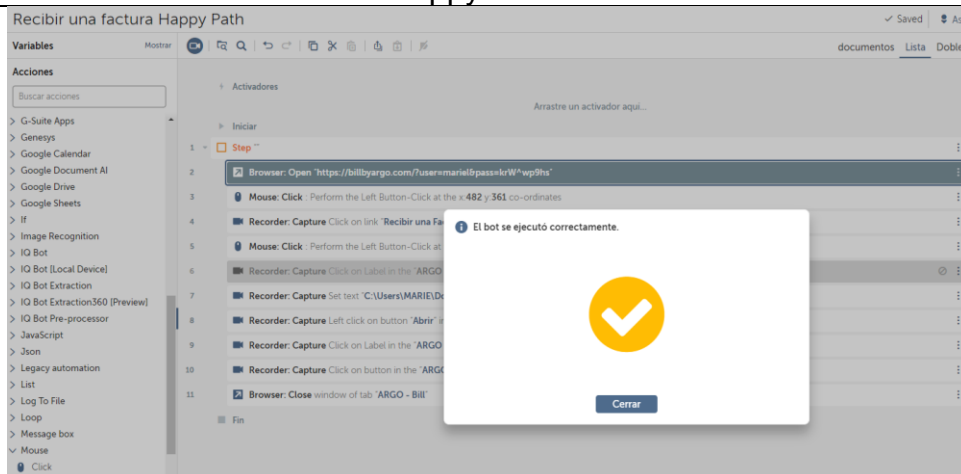 Recibir una factura Happy Path
Saved
Variables
Mostrar
documentos Lista Doble
Acciones
Buscar acciones
G-Suite Apps
Genesys
Google Calendar
Google Document AI
Google Drive
Google Sheets
If
Image Recognition
IQ Bot
IQ Bot [Local Device]
IQ Bot Extraction
IQ Bot Extraction360 [Preview]
IQ Bot Pre-processor
JavaScript
Json
Legacy automation
List
Log To File
Loop
Message box
Mouse
Click
Activadores
Arrastre un activador aqui...
Iniciar
1 Step ""
2 Browser: Open "https://billbyargo.com/?user=mariel&pass=krW^wp9hs"
3 Mouse: Click : Perform the Left Button-Click at the x.482 y:361 co-ordinates
4 Recorder: Capture Click on link "Recibir una
5 Mouse: Click : Perform the Left Button-Click at
6 Recorder: Capture Click on Label in the "ARGO
7 Recorder: Capture Set text "C:\Users\MARIE\
8 Recorder: Capture Left click on button "Abrir"
9 Recorder: Capture Click on Label in the "ARGO
10 Recorder: Capture Click on button in the "ARG
11 Browser: Close window of tab "ARGO - Bill"
Fin
El bot se ejecutó correctamente.
Cerrar